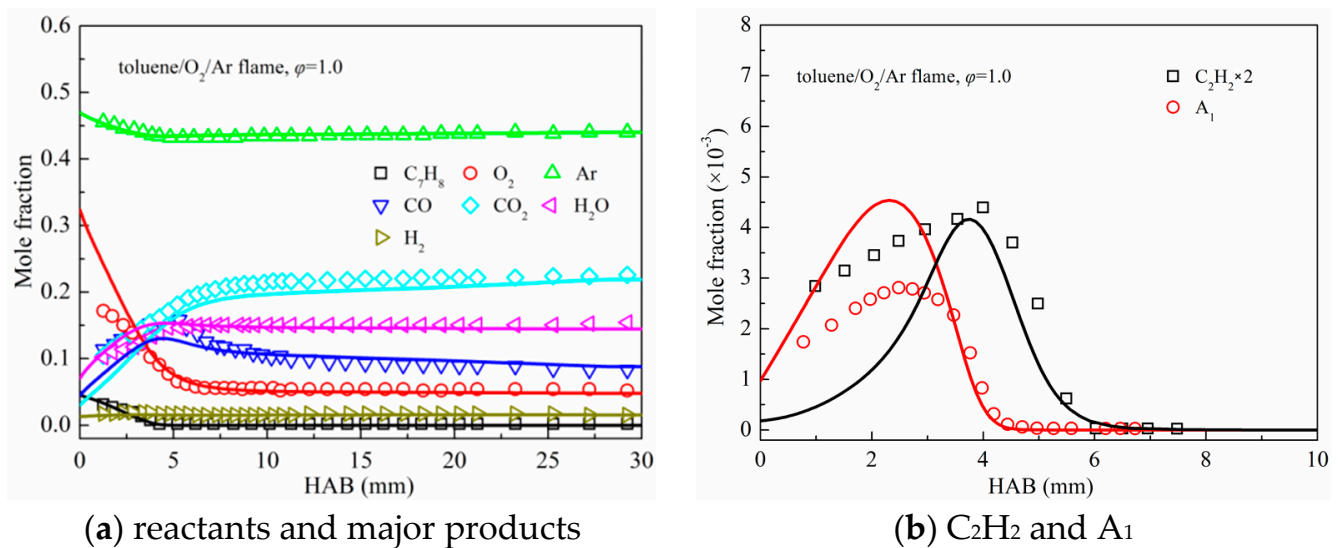 0.6
0.5
0.4
0.3
0.2
0.1
0.0
Mole fraction
toluene/O₂/Ar flame, φ=1.0
C₇H₈ O₂ Ar
CO CO₂ H₂O
H₂
0 5 10 15 20 25 30
HAB (mm)
(a) reactants and major products
8
7
6
5
4
3
2
1
0
Mole fraction (×10⁻³)
toluene/O₂/Ar flame, φ=1.0
C₂H₂×2
A₁
0 2 4 6 8 10
HAB (mm)
(b) C₂H₂ and A₁